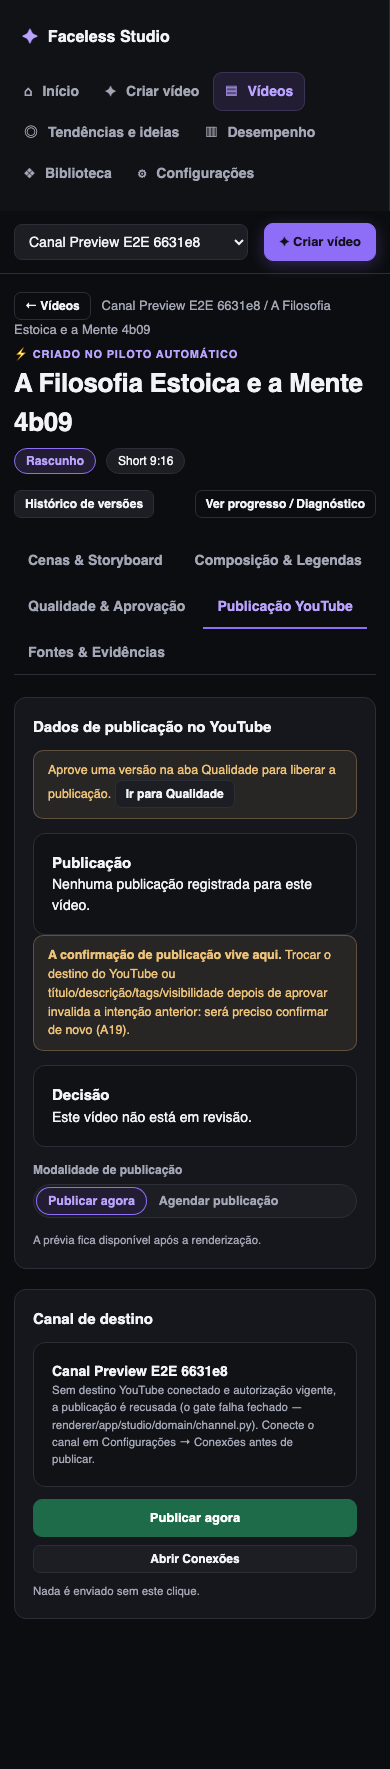 ✦ Faceless Studio
⌂ Início ✦ Criar vídeo ▤ Vídeos
◎ Tendências e ideias ▥ Desempenho
❖ Biblioteca ⚙ Configurações
Canal Preview E2E 6631e8 ✦ Criar vídeo
← Vídeos Canal Preview E2E 6631e8 / A Filosofia
Estoica e a Mente 4b09
⚡ CRIADO NO PILOTO AUTOMÁTICO
A Filosofia Estoica e a Mente
4b09
Rascunho Short 9:16
Histórico de versões Ver progresso / Diagnóstico
Cenas & Storyboard Composição & Legendas
Qualidade & Aprovação Publicação YouTube
Fontes & Evidências
Dados de publicação no YouTube
Aprove uma versão na aba Qualidade para liberar a
publicação. Ir para Qualidade
Publicação
Nenhuma publicação registrada para este
vídeo.
A confirmação de publicação vive aqui. Trocar o
destino do YouTube ou
título/descrição/tags/visibilidade depois de aprovar
invalida a intenção anterior: será preciso confirmar
de novo (A19).
Decisão
Este vídeo não está em revisão.
Modalidade de publicação
Publicar agora Agendar publicação
A prévia fica disponível após a renderização.
Canal de destino
Canal Preview E2E 6631e8
Sem destino YouTube conectado e autorização vigente,
a publicação é recusada (o gate falha fechado —
renderer/app/studio/domain/channel.py). Conecte o
canal em Configurações → Conexões antes de
publicar.
Publicar agora
Abrir Conexões
Nada é enviado sem este clique.